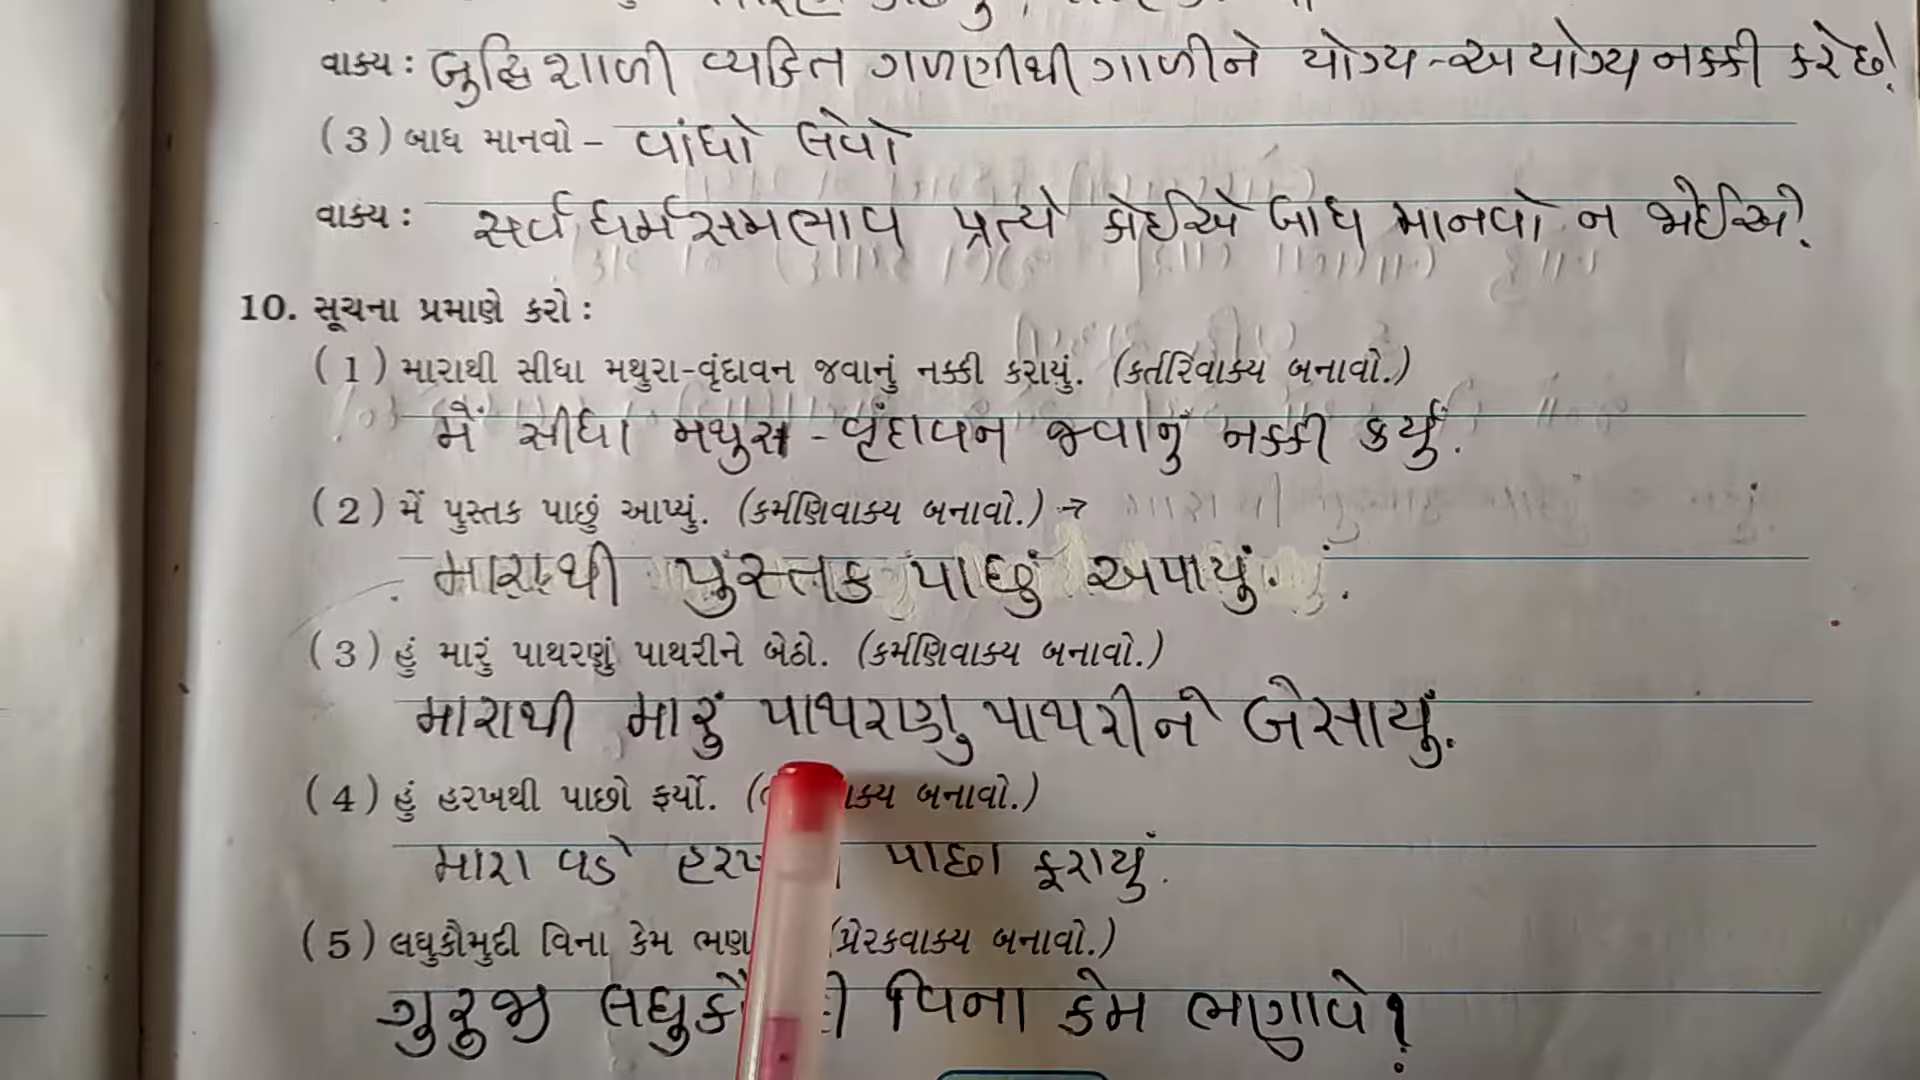 વાક્ય: બુદ્ધિશાળી વ્યકિત ગળણીથી ગાળીને યોગ્ય-અયોગ્ય નક્કી કરે છે!
(3) બાધ માનવો - વાંધો લેવો
વાક્ય: સર્વધર્મસમભાવ પ્રત્યે કોઈએ બાધ માનવો ન જોઈએ.
10. સૂચના પ્રમાણે કરો:
(1) મારાથી સીધા મથુરા-વૃંદાવન જવાનું નક્કી કરાયું. (કર્તરિવાક્ય બનાવો.)
મેં સીધા મથુરા-વૃંદાવન જવાનું નક્કી કર્યું.
(2) મેં પુસ્તક પાછું આપ્યું. (કર્મણિવાક્ય બનાવો.) →
મારાથી પુસ્તક પાછું અપાયું.
(3) હું મારું પાથરણું પાથરીને બેઠો. (કર્મણિવાક્ય બનાવો.)
મારાથી મારું પાથરણુ પાથરીને બેસાયું.
(4) હું હરખથી પાછો ફર્યો. બનાવો.)
મારા વડે પાછા ફરાયું.
(5) લઘુકૌમુદી વિના કેમ (પ્રેરકવાક્ય બનાવો.)
ગુરુજી વિના કેમ ભણાવે?